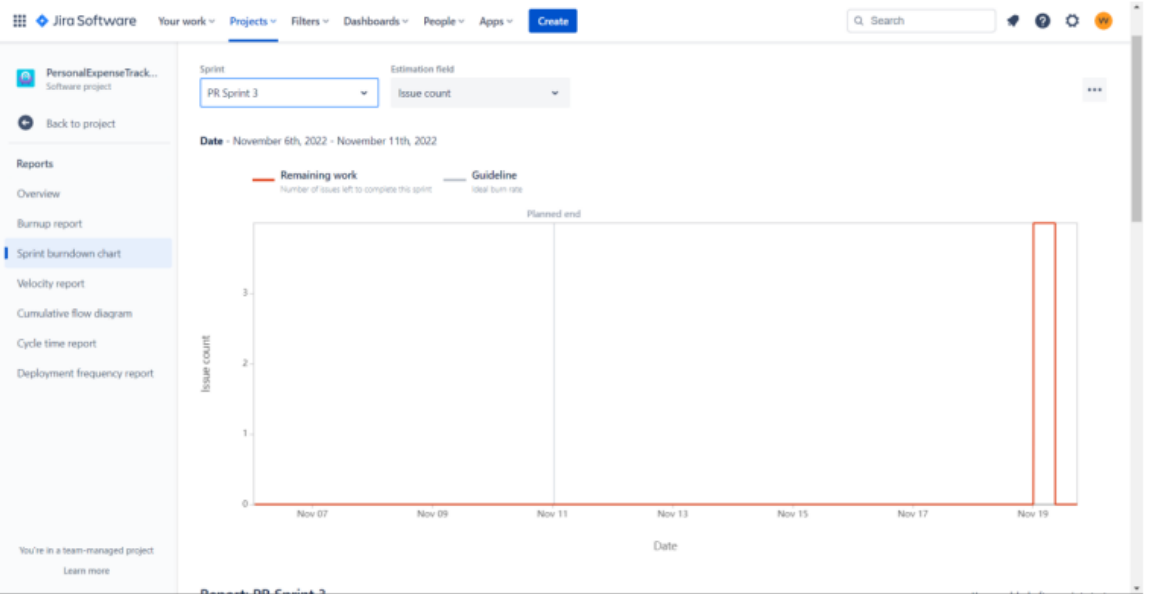 Jira Software Your work Projects Filters Dashboards People Apps Create Search
PersonalExpenseTrack...
Software project
Back to project
Reports
Overview
Burnup report
Sprint burndown chart
Velocity report
Cumulative flow diagram
Cycle time report
Deployment frequency report
You're in a team-managed project
Learn more
Sprint Estimation field
PR Sprint 3 Issue count
Date - November 6th, 2022 - November 11th, 2022
Remaining work Guideline
Number of issues left to complete this sprint Ideal burn rate
Planned end
3
2
1
0
Issue count
Nov 07 Nov 09 Nov 11 Nov 13 Nov 15 Nov 17 Nov 19
Date
Report: PR Sprint 3